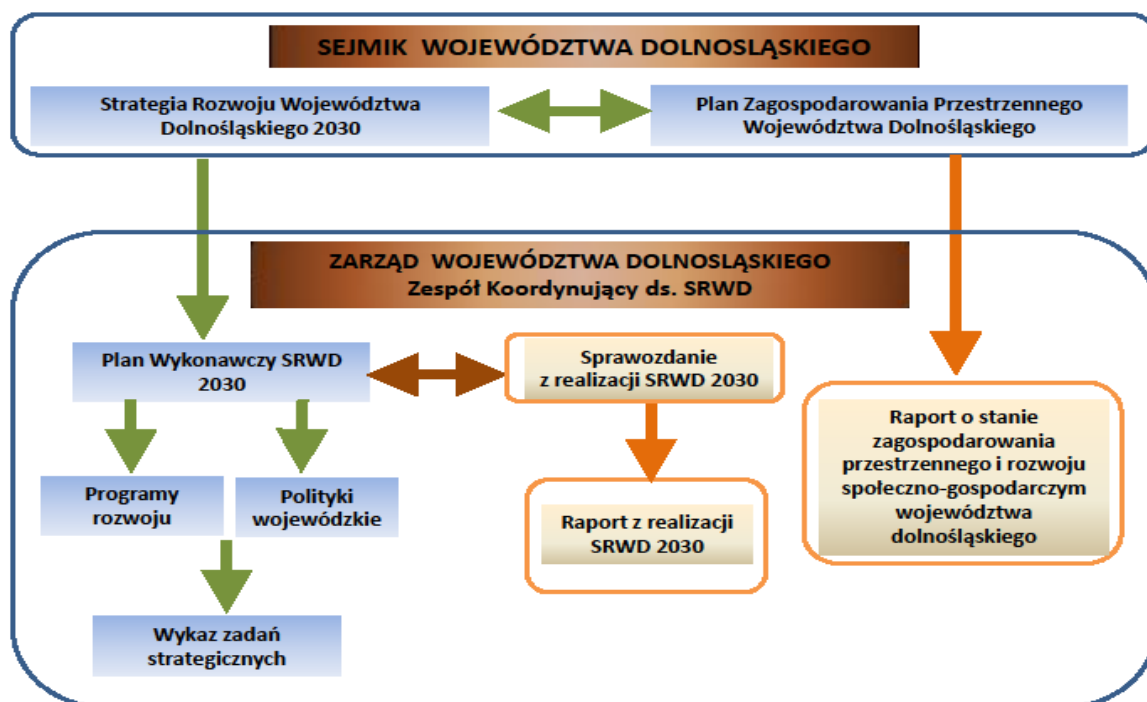 SEJMIK WOJEWÓDZTWA DOLNOSLĄSKIEGO
Strategia Rozwoju Województwa
Dolnośląskiego 2030
Plan Zagospodarowania Przestrzennego
Województwa Dolnośląskiego
ZARZĄD WOJEWÓDZTWA DOLNOSLĄSKIEGO
Zespół Koordynujący ds. SRWD
Plan Wykonawczy SRWD
2030
Sprawozdanie
z realizacji SRWD 2030
Raport o stanie
zagospodarowania
przestrzennego i rozwoju
społeczno-gospodarczym
województwa
dolnośląskiego
Programy
rozwoju
Polityki
wojewódzkie
Raport z realizacji
SRWD 2030
Wykaz zadań
strategicznych